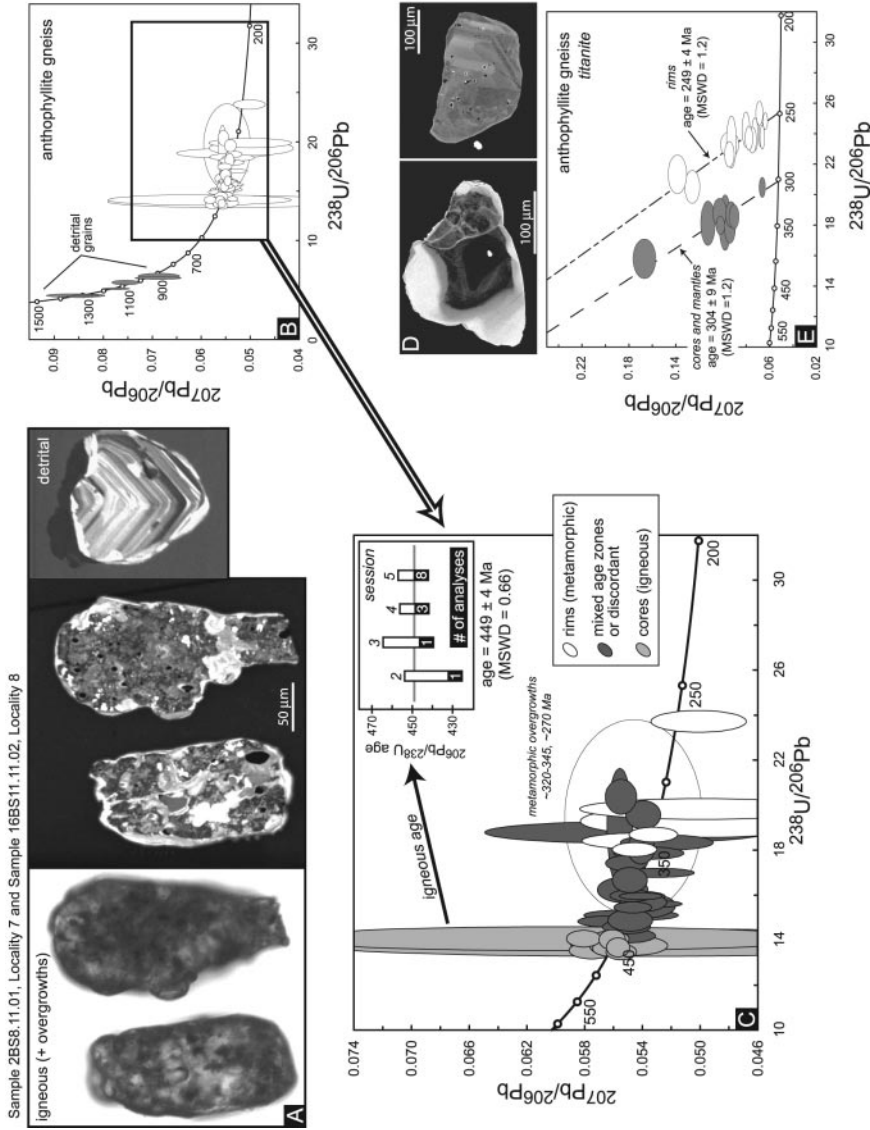 Sample 2BS8.11.01, Locality 7 and Sample 16BS11.11.02, Locality 8
igneous (+ overgrowths)
detrital
50 µm
A
B
anthophyllite gneiss
detrital
grains
1500
1300
1100
900
700
200
0.09
0.08
0.07
0.06
0.05
0.04
207Pb/206Pb
0
10
20
30
238U/206Pb
C
igneous age
session
2
3
4
5
1
1
3
8
# of analyses
470
450
430
206Pb/238U age
age = 449 ± 4 Ma
(MSWD = 0.66)
metamorphic overgrowths
~320-345, ~270 Ma
rims (metamorphic)
mixed age zones
or discordant
cores (igneous)
550
450
350
250
200
0.074
0.070
0.066
0.062
0.058
0.054
0.050
0.046
207Pb/206Pb
10
14
18
22
26
30
238U/206Pb
D
100 µm
100 µm
E
anthophyllite gneiss
titanite
rims
age = 249 ± 4 Ma
(MSWD = 1.2)
cores and mantles
age = 304 ± 9 Ma
(MSWD=1.2)
550
450
350
300
250
200
0.22
0.18
0.14
0.10
0.06
0.02
207Pb/206Pb
10
14
18
22
26
30
238U/206Pb